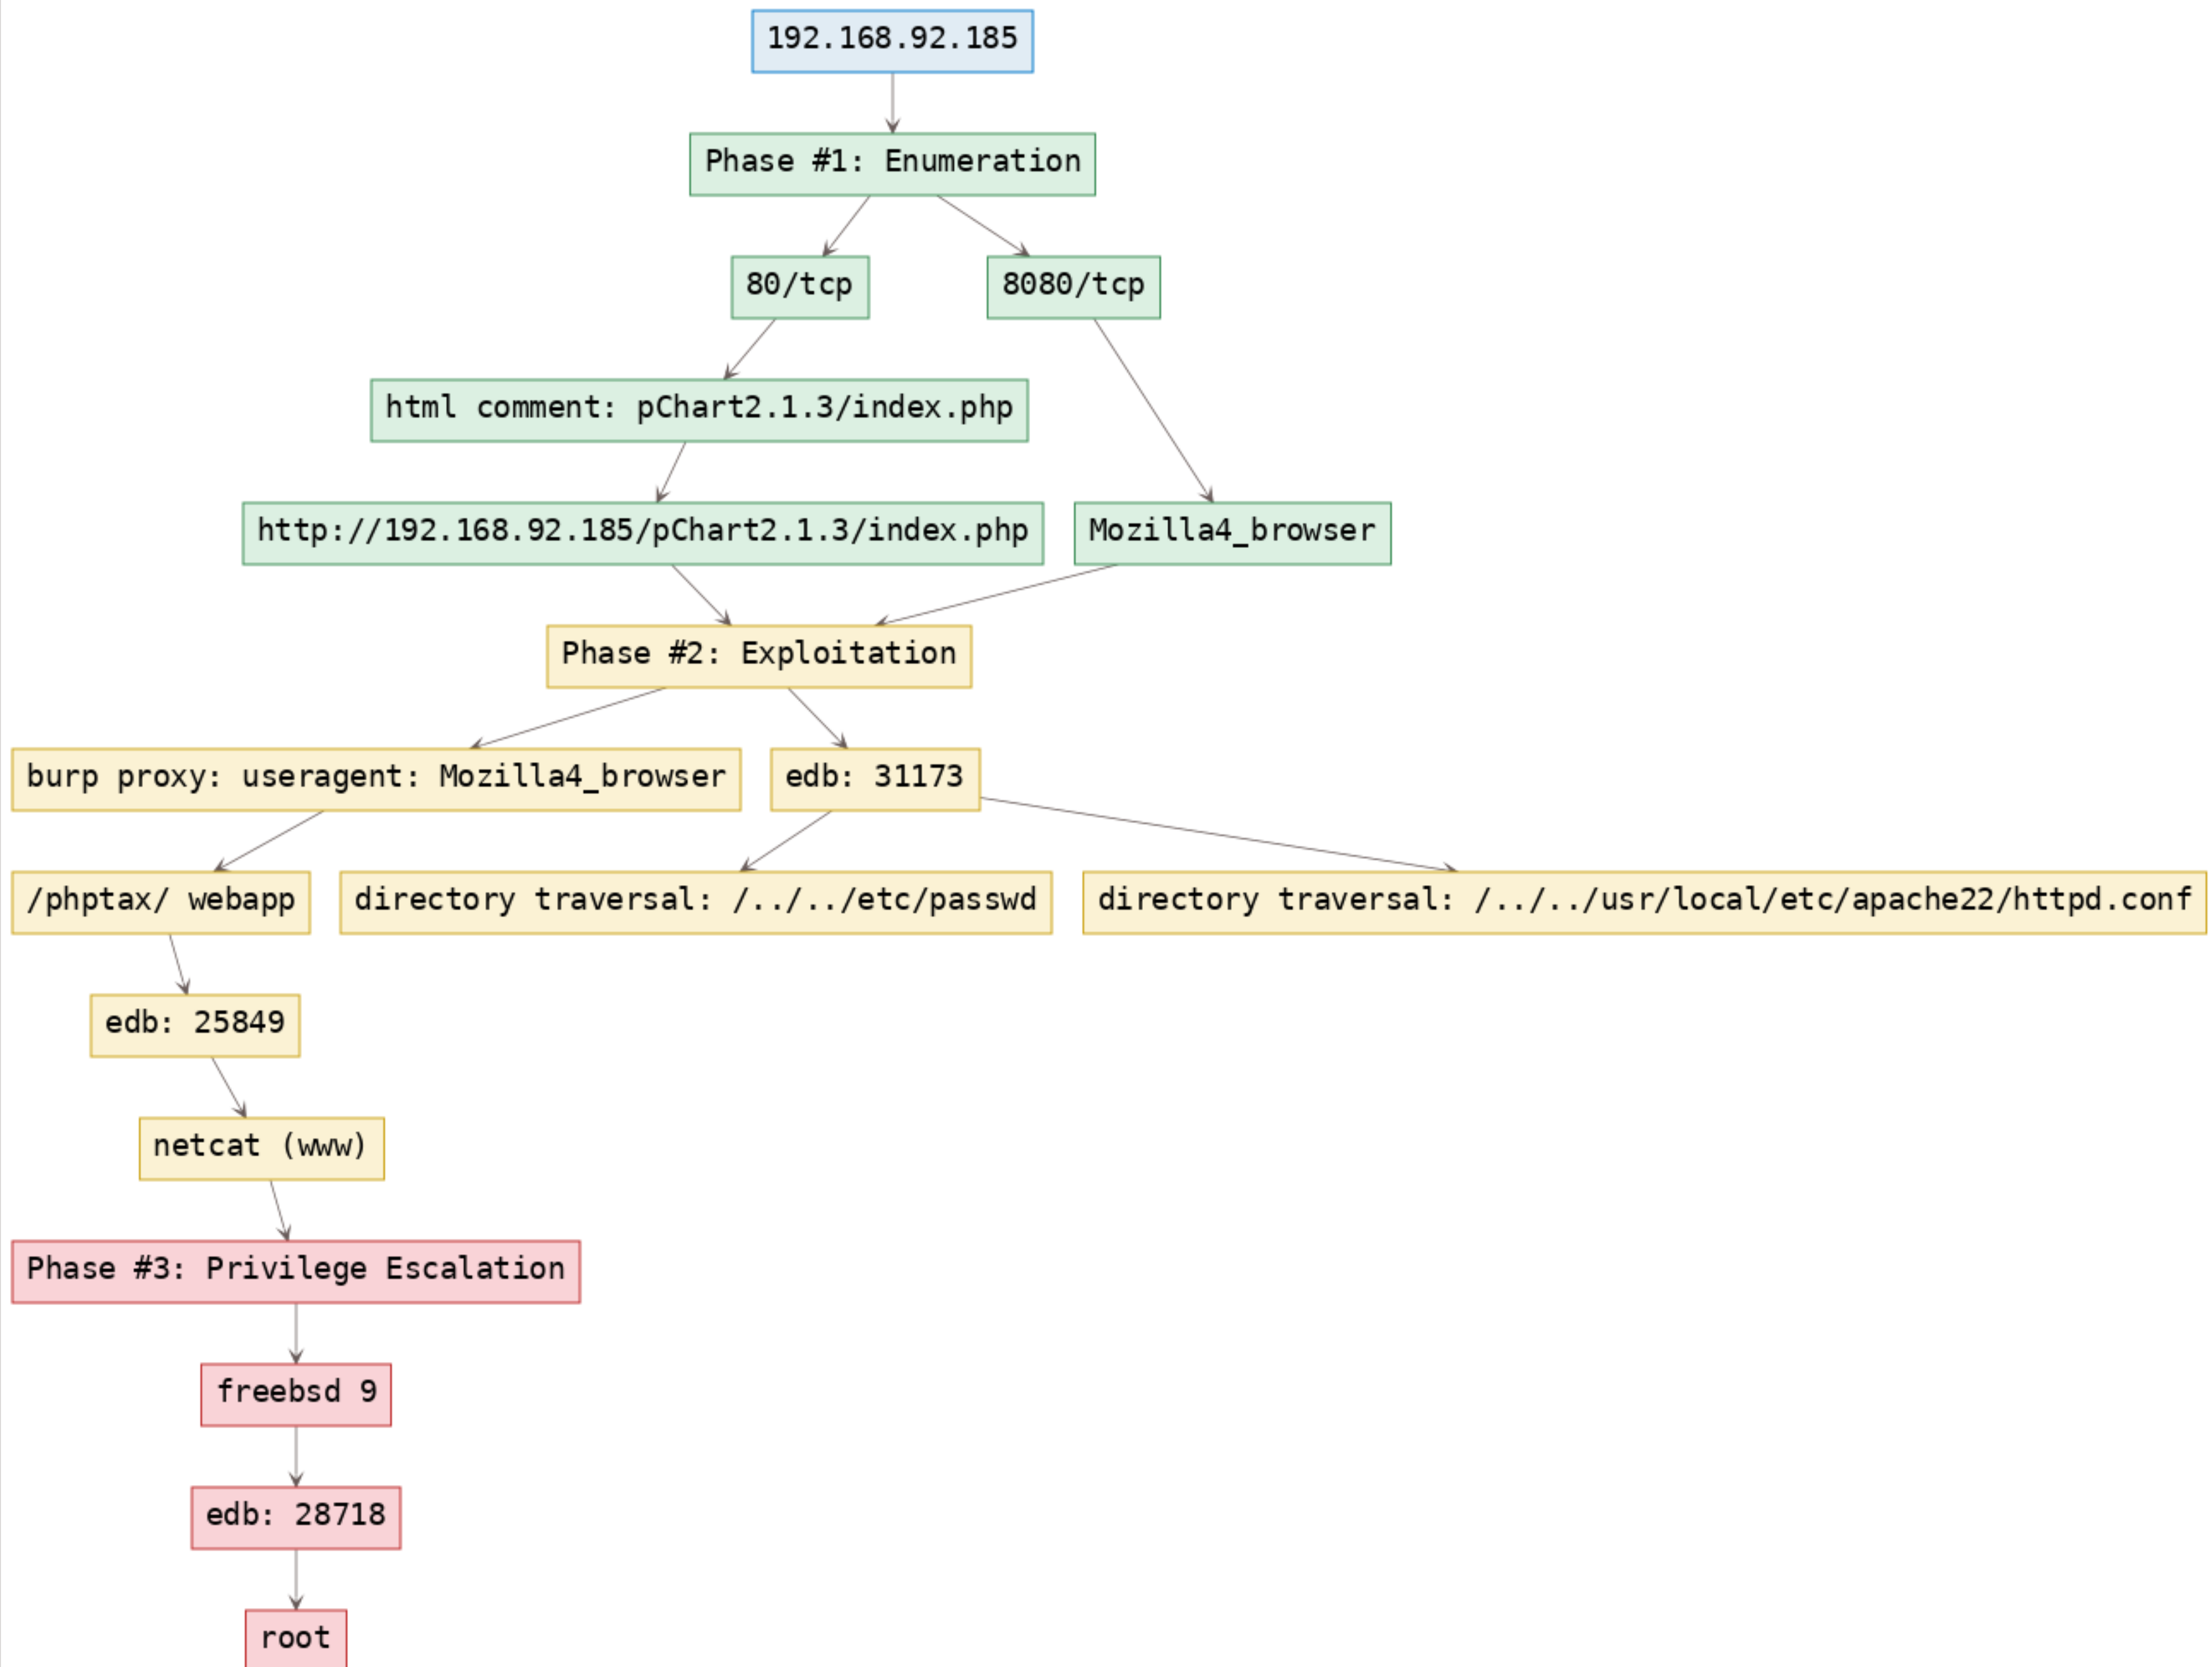 192.168.92.185
Phase #1: Enumeration
80/tcp
8080/tcp
html comment: pChart2.1.3/index.php
http://192.168.92.185/pChart2.1.3/index.php
Mozilla4_browser
Phase #2: Exploitation
burp proxy: useragent: Mozilla4_browser
edb: 31173
/phptax/ webapp
directory traversal: /../../etc/passwd
directory traversal: /../../usr/local/etc/apache22/httpd.conf
edb: 25849
netcat (www)
Phase #3: Privilege Escalation
freebsd 9
edb: 28718
root